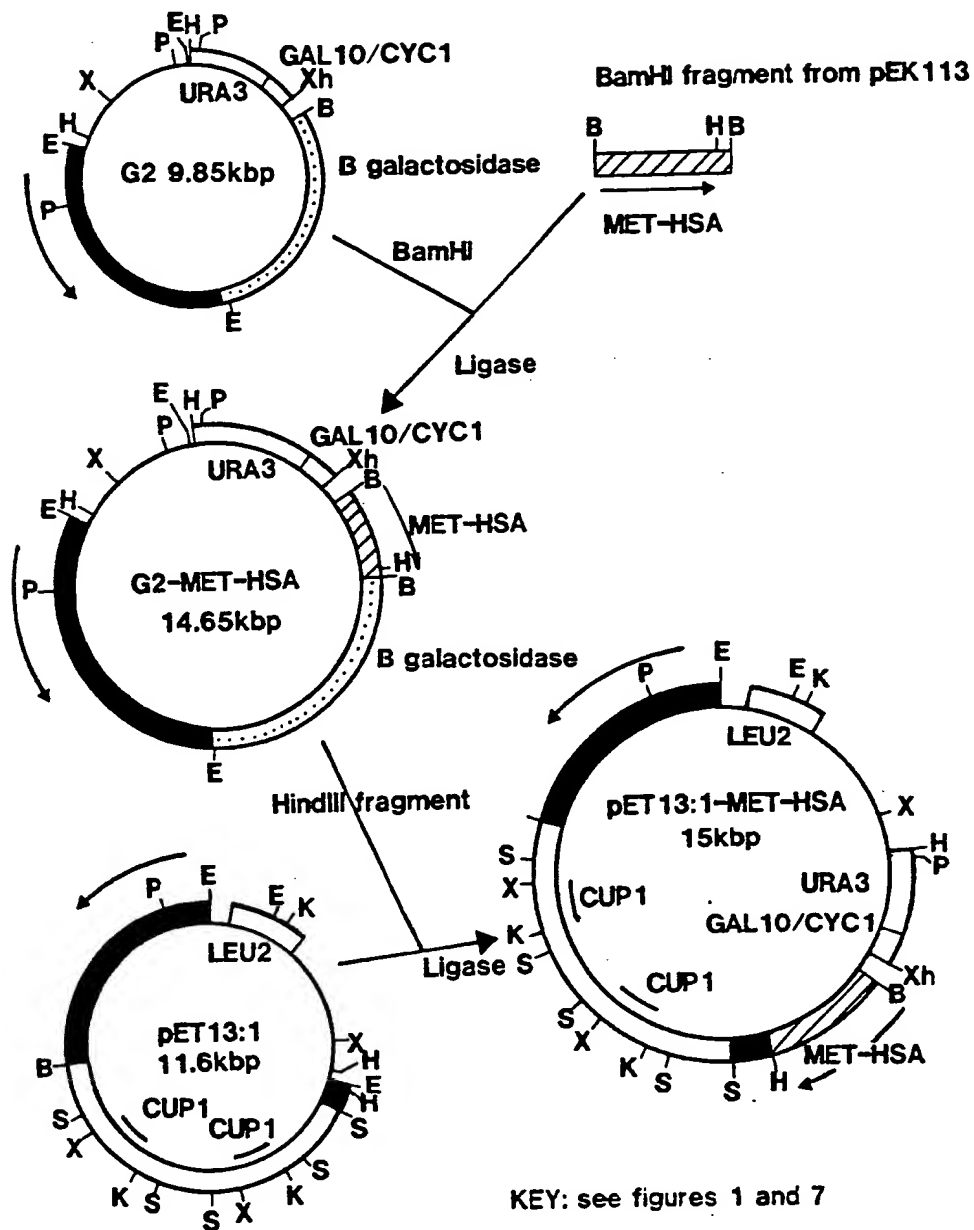 E H P
P
GAL10/CYC1
X
URA3
Xh
B
H
E
G2 9.85kbp
B galactosidase
P
E
BamHI fragment from pEK113
B H B
MET-HSA
BamHI
Ligase
E H P
P
GAL10/CYC1
X
URA3
Xh
B
E H
MET-HSA
P
G2-MET-HSA
14.65kbp
H
B
B galactosidase
E
HindIII fragment
Ligase
P E
E K
LEU2
pET13:1
11.6kbp
X
H
E
H
S
B
CUP1
CUP1
S
X
K
S
S
X
K
S
P E
E K
LEU2
pET13:1-MET-HSA
15kbp
X
H
P
URA3
GAL10/CYC1
Xh
B
MET-HSA
H
S
X
CUP1
K
S
CUP1
S
X
K
S
S
KEY: see figures 1 and 7